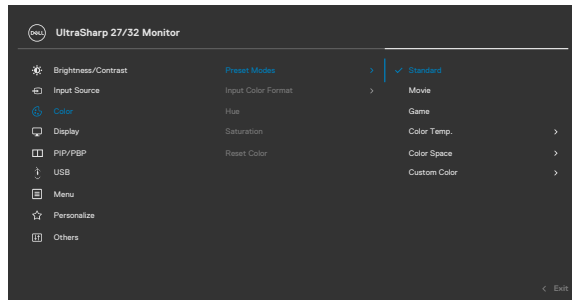 DELL UltraSharp 27/32 Monitor
Brightness/Contrast Preset Modes > ✓ Standard
Input Source Input Color Format > Movie
Color Hue Game
Display Saturation Color Temp. >
PIP/PBP Reset Color Color Space >
USB Custom Color >
Menu
Personalize
Others
< Exit